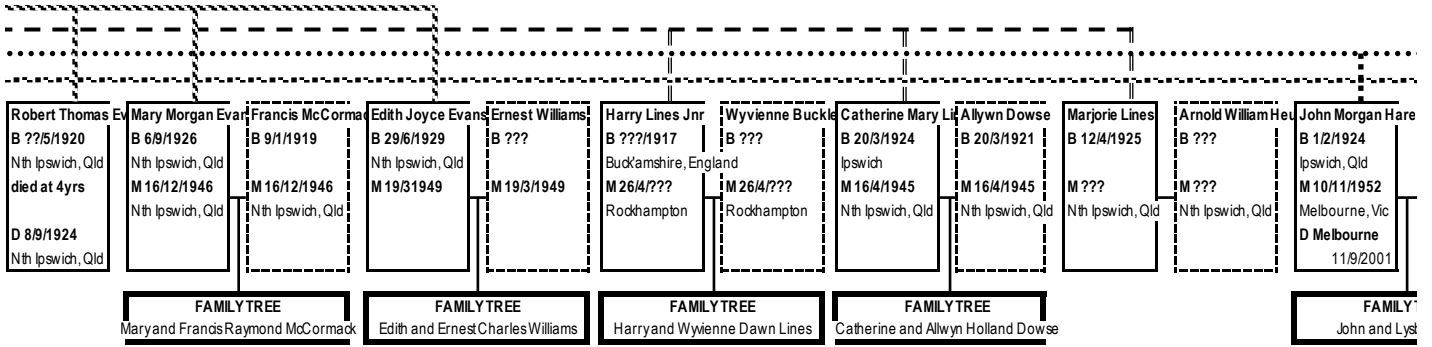 Robert Thomas Ev
B ??/5/1920
Nth Ipswich, Qld
died at 4yrs
D 8/9/1924
Nth Ipswich, Qld
Mary Morgan Evan
B 6/9/1926
Nth Ipswich, Qld
M 16/12/1946
Nth Ipswich, Qld
Francis McCormac
B 9/1/1919
M 16/12/1946
Nth Ipswich, Qld
Edith Joyce Evans
B 29/6/1929
Nth Ipswich, Qld
M 19/31949
Ernest Williams
B ???
M 19/3/1949
Harry Lines Jnr
B ???/1917
Buck'amshire, England
M 26/4/???
Rockhampton
Wyvienne Buckle
B ???
M 26/4/???
Rockhampton
Catherine Mary Li
B 20/3/1924
Ipswich
M 16/4/1945
Nth Ipswich, Qld
Allywn Dowse
B 20/3/1921
M 16/4/1945
Nth Ipswich, Qld
Marjorie Lines
B 12/4/1925
M ???
Nth Ipswich, Qld
Arnold William Heu
B ???
M ???
Nth Ipswich, Qld
John Morgan Hare
B 1/2/1924
Ipswich, Qld
M 10/11/1952
Melbourne, Vic
D Melbourne
11/9/2001
FAMILY TREE
Mary and Francis Raymond McCormack
FAMILY TREE
Edith and Ernest Charles Williams
FAMILY TREE
Harry and Wyvienne Dawn Lines
FAMILY TREE
Catherine and Allwyn Holland Dowse
FAMILY T
John and Lysb